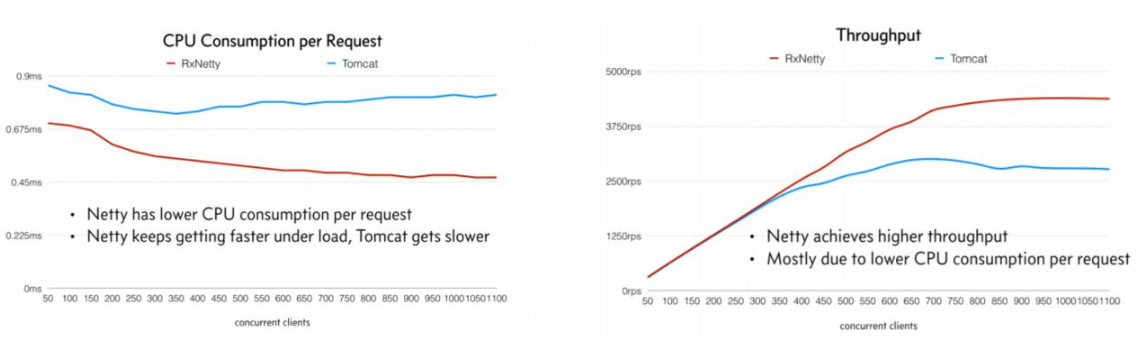 CPU Consumption per Request
RxNetty Tomcat
0.9ms
0.675ms
0.45ms
• Netty has lower CPU consumption per request
• Netty keeps getting faster under load, Tomcat gets slower
0.225ms
0ms
50 100 150 200 250 300 350 400 450 500 550 600 650 700 750 800 850 900 950 1000 1050 1100
concurrent clients
Throughput
RxNetty Tomcat
5000rps
3750rps
2500rps
1250rps
• Netty achieves higher throughput
• Mostly due to lower CPU consumption per request
0rps
50 100 150 200 250 300 350 400 450 500 550 600 650 700 750 800 850 900 950 1000 1050 1100
concurrent clients